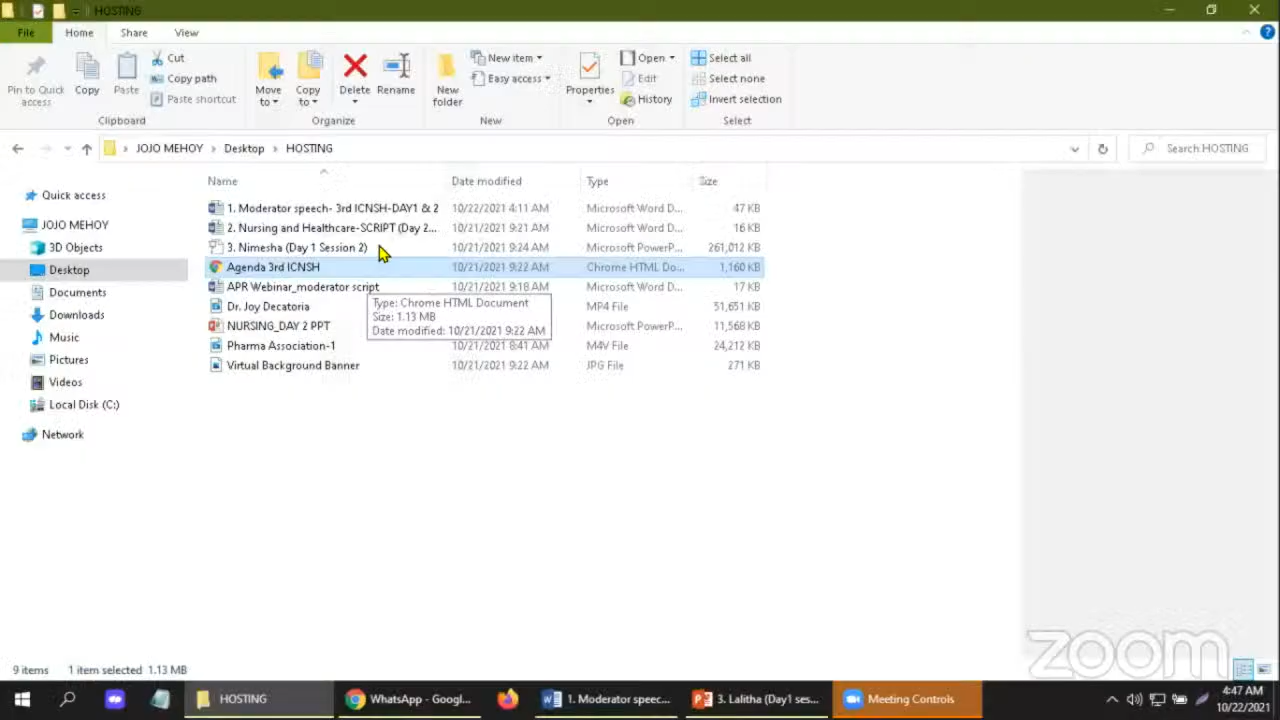 HOSTING
File Home Share View
Pin to Quick access
Copy
Paste
Cut
Copy path
Paste shortcut
Clipboard
Move to
Copy to
Delete
Rename
Organize
New folder
New item
Easy access
New
Properties
Open
Edit
History
Open
Select all
Select none
Invert selection
Select
JOJO MEHOY > Desktop > HOSTING
Search HOSTING
Quick access
JOJO MEHOY
3D Objects
Desktop
Documents
Downloads
Music
Pictures
Videos
Local Disk (C:)
Network
Name Date modified Type Size
1. Moderator speech- 3rd ICNSH-DAY1 & 2 10/22/2021 4:11 AM Microsoft Word D... 47 KB
2. Nursing and Healthcare-SCRIPT (Day 2... 10/21/2021 9:21 AM Microsoft Word D... 16 KB
3. Nimesha (Day 1 Session 2) 10/21/2021 9:24 AM Microsoft PowerP... 261,012 KB
Agenda 3rd ICNSH 10/21/2021 9:22 AM Chrome HTML Do... 1,160 KB
APR Webinar_moderator script 10/21/2021 9:18 AM Microsoft Word D... 17 KB
Dr. Joy Decatoria MP4 File 51,651 KB
NURSING_DAY 2 PPT Microsoft PowerP... 11,568 KB
Pharma Association-1 10/21/2021 8:41 AM M4V File 24,212 KB
Virtual Background Banner 10/21/2021 9:22 AM JPG File 271 KB
Type: Chrome HTML Document
Size: 1.13 MB
Date modified: 10/21/2021 9:22 AM
zoom
9 items 1 item selected 1.13 MB
HOSTING
WhatsApp - Googl...
1. Moderator speec...
3. Lalitha (Day1 ses...
Meeting Controls
4:47 AM
10/22/2021